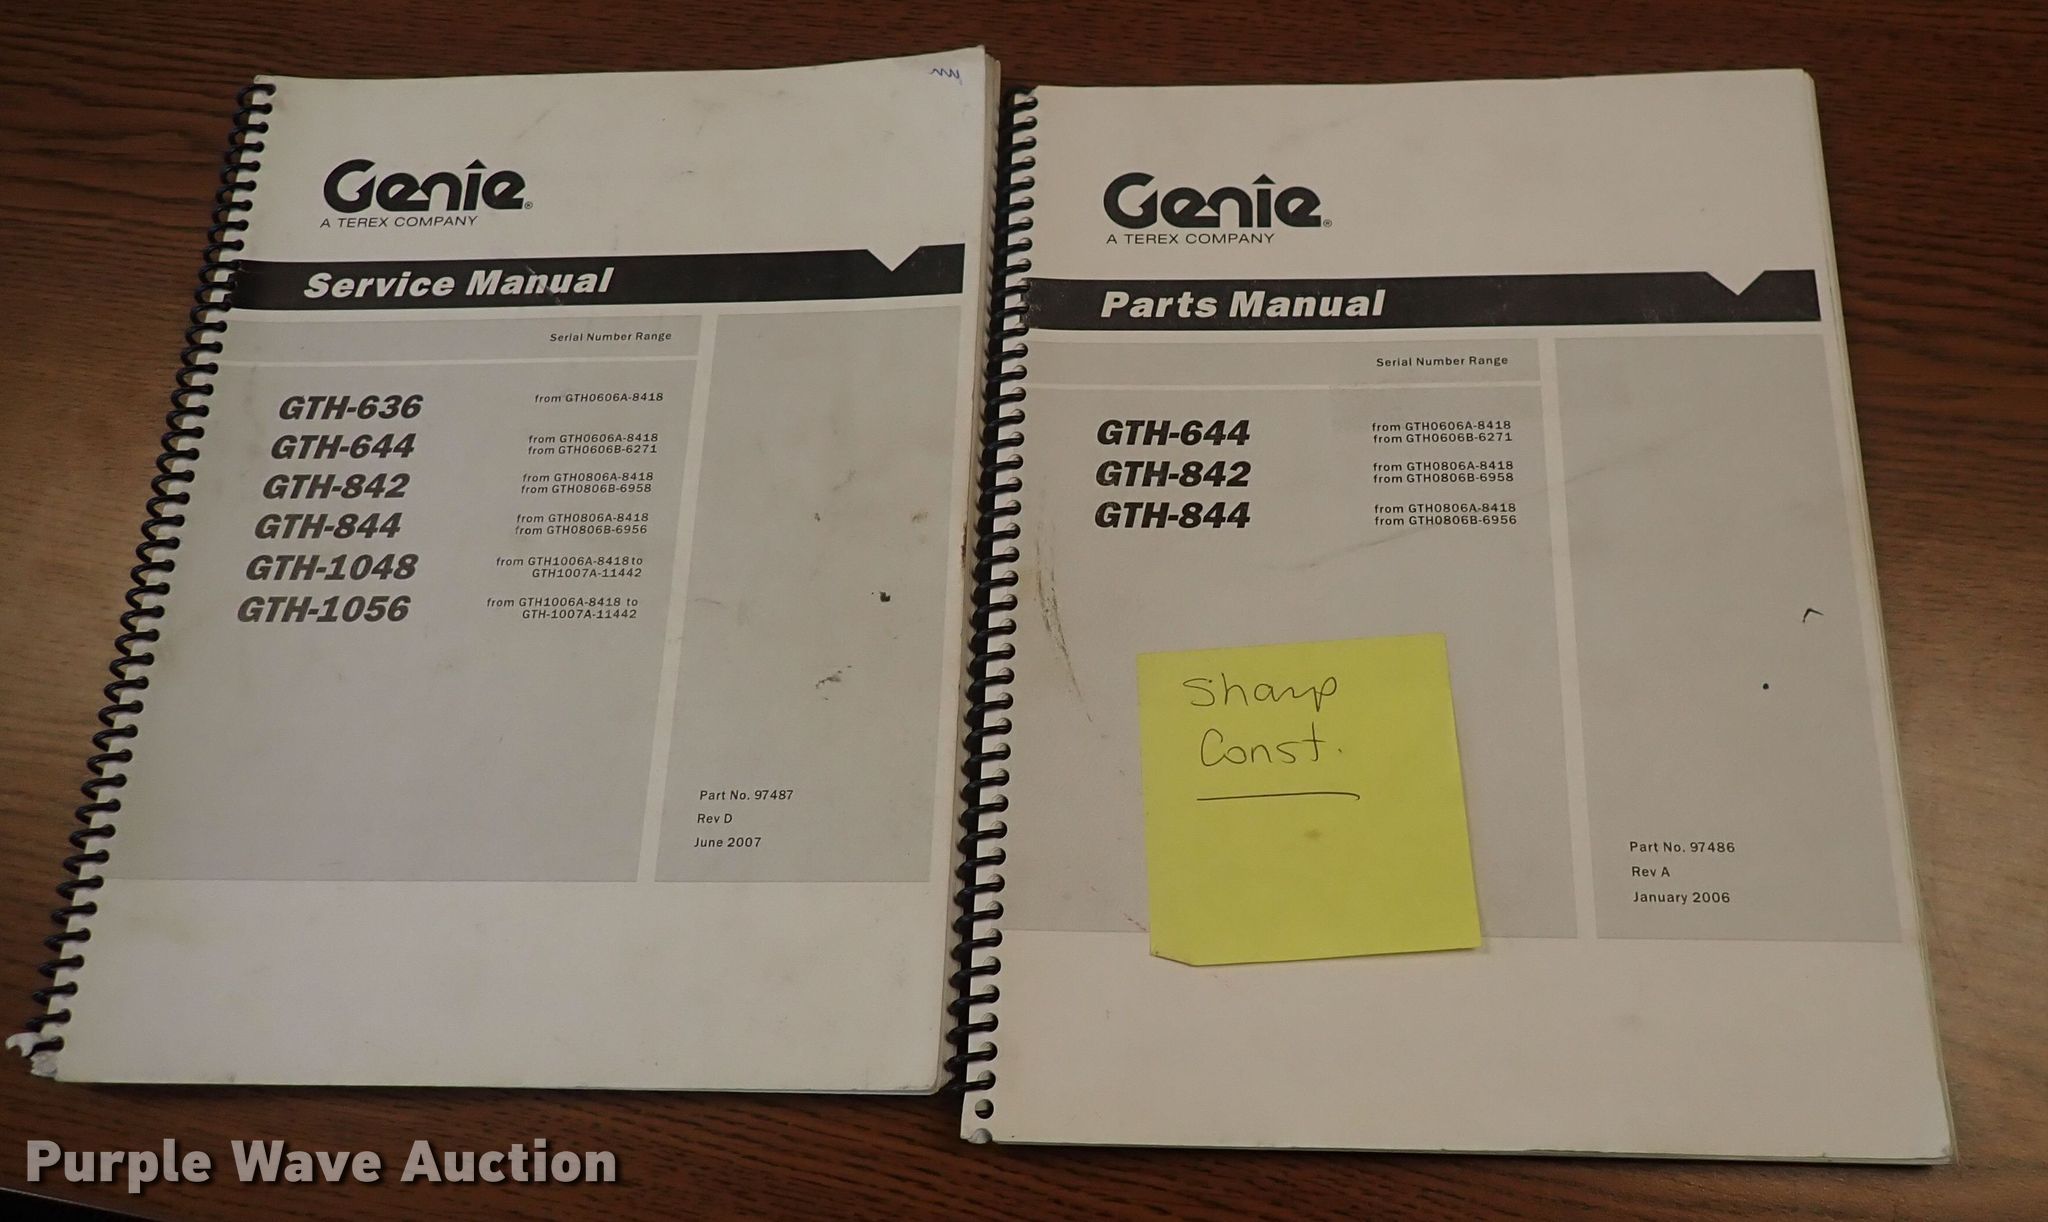 Genie®
A TEREX COMPANY
Service Manual
Serial Number Range
GTH-636 from GTH0606A-8418
GTH-644 from GTH0606A-8418
from GTH0606B-6271
GTH-842 from GTH0806A-8418
from GTH0806B-6958
GTH-844 from GTH0806A-8418
from GTH0806B-6956
GTH-1048 from GTH1006A-8418 to
GTH1007A-11442
GTH-1056 from GTH1006A-8418 to
GTH-1007A-11442
Part No. 97487
Rev D
June 2007
Genie®
A TEREX COMPANY
Parts Manual
Serial Number Range
GTH-644 from GTH0606A-8418
from GTH0606B-6271
GTH-842 from GTH0806A-8418
from GTH0806B-6958
GTH-844 from GTH0806A-8418
from GTH0806B-6956
Sharp
Const.
Part No. 97486
Rev A
January 2006
Purple Wave Auction